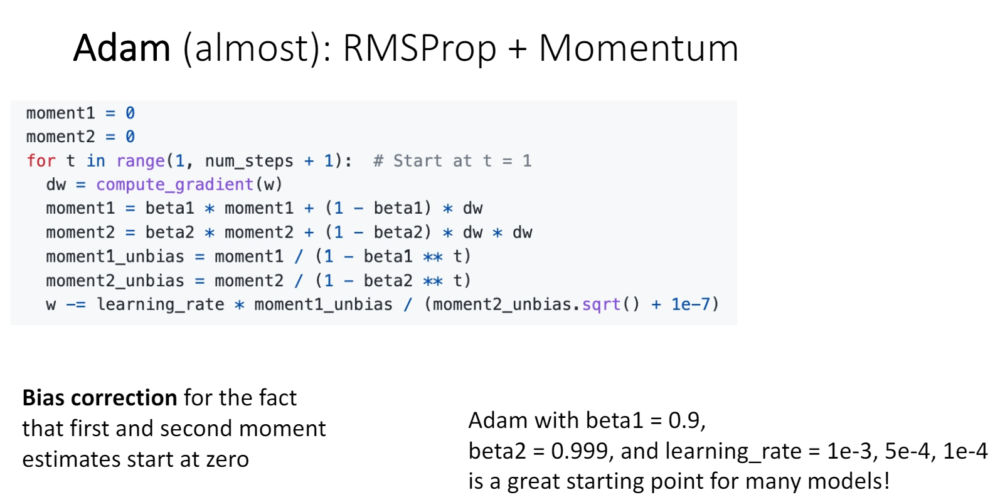 Adam (almost): RMSProp + Momentum
moment1 = 0
moment2 = 0
for t in range(1, num_steps + 1):  # Start at t = 1
  dw = compute_gradient(w)
  moment1 = beta1 * moment1 + (1 - beta1) * dw
  moment2 = beta2 * moment2 + (1 - beta2) * dw * dw
  moment1_unbias = moment1 / (1 - beta1 ** t)
  moment2_unbias = moment2 / (1 - beta2 ** t)
  w -= learning_rate * moment1_unbias / (moment2_unbias.sqrt() + 1e-7)
Bias correction for the fact
that first and second moment
estimates start at zero
Adam with beta1 = 0.9,
beta2 = 0.999, and learning_rate = 1e-3, 5e-4, 1e-4
is a great starting point for many models!